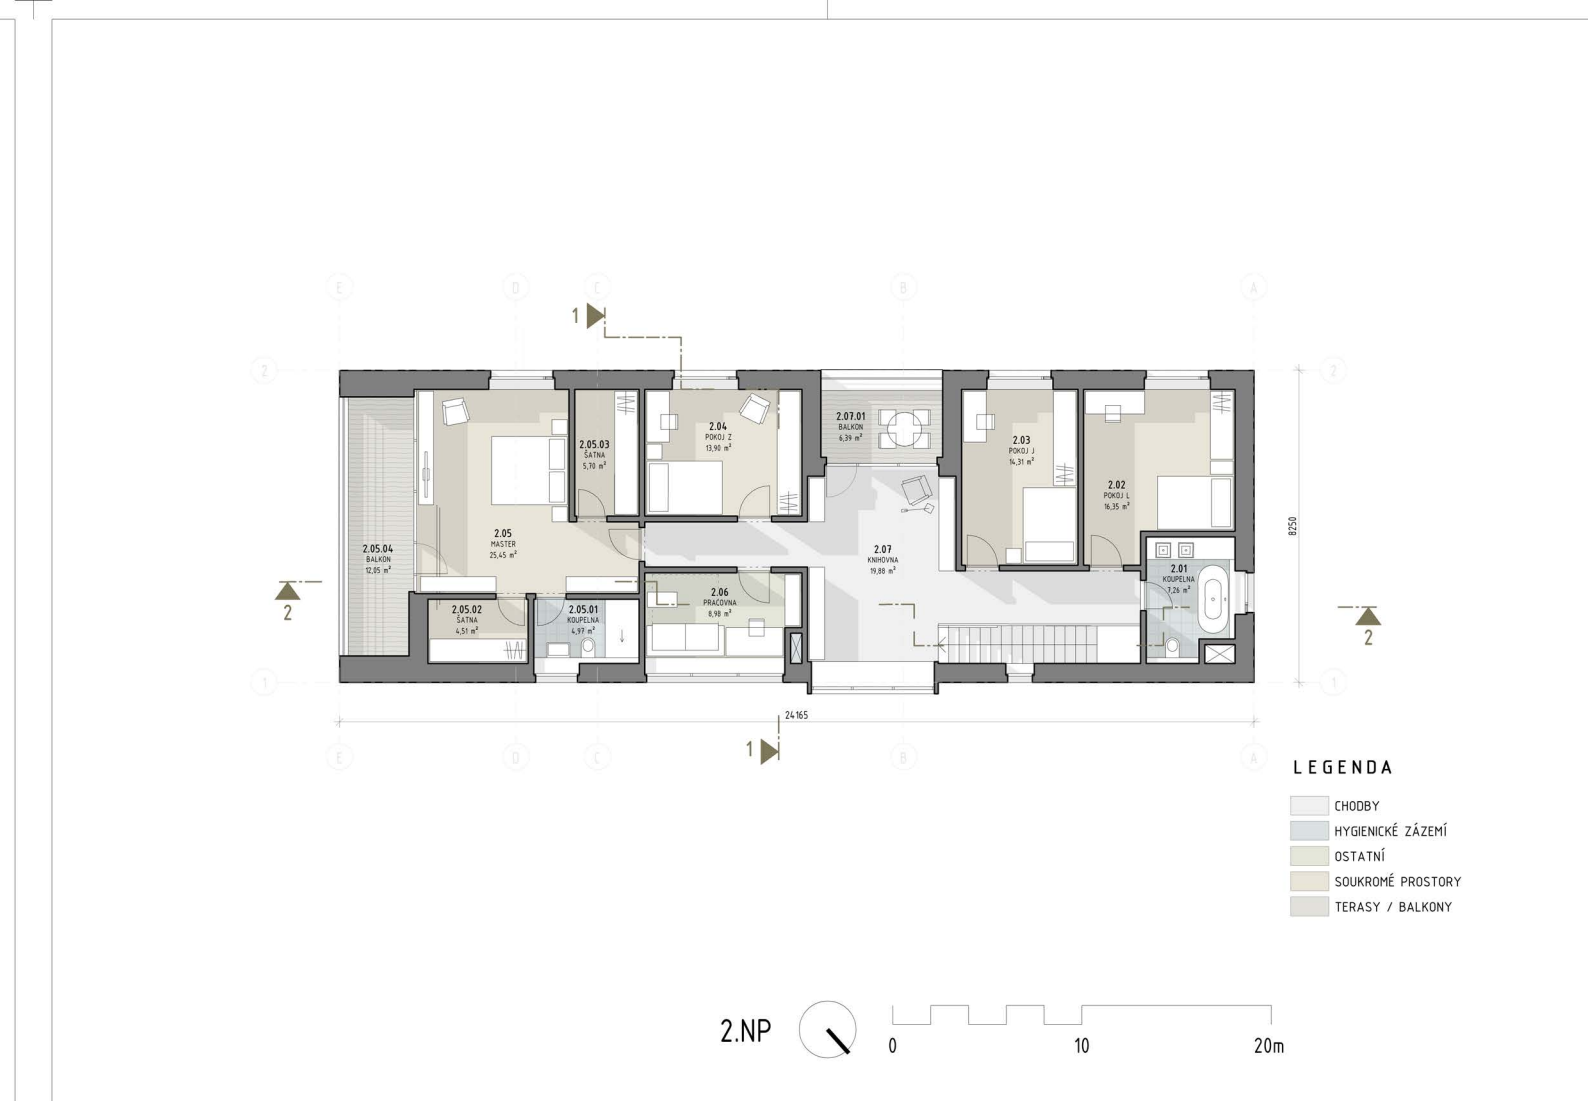 E
D
C
B
A
1
2
2
2.07.01
BALKON
6,39 m²
2.04
POKOJ Z
13,90 m²
2.05.03
ŠATNA
5,70 m²
2.03
POKOJ J
14,31 m²
2.02
POKOJ L
16,35 m²
2.05
MASTER
25,45 m²
2.05.04
BALKON
12,05 m²
2.07
KNIHOVNA
19,88 m²
8250
2.01
KOUPELNA
7,26 m²
2.06
PRACOVNA
8,98 m²
2.05.02
ŠATNA
4,51 m²
2.05.01
KOUPELNA
4,97 m²
2
2
1
1
24165
1
E
D
C
B
A
LEGENDA
CHODBY
HYGIENICKÉ ZÁZEMÍ
OSTATNÍ
SOUKROMÉ PROSTORY
TERASY / BALKONY
2.NP
0
10
20m